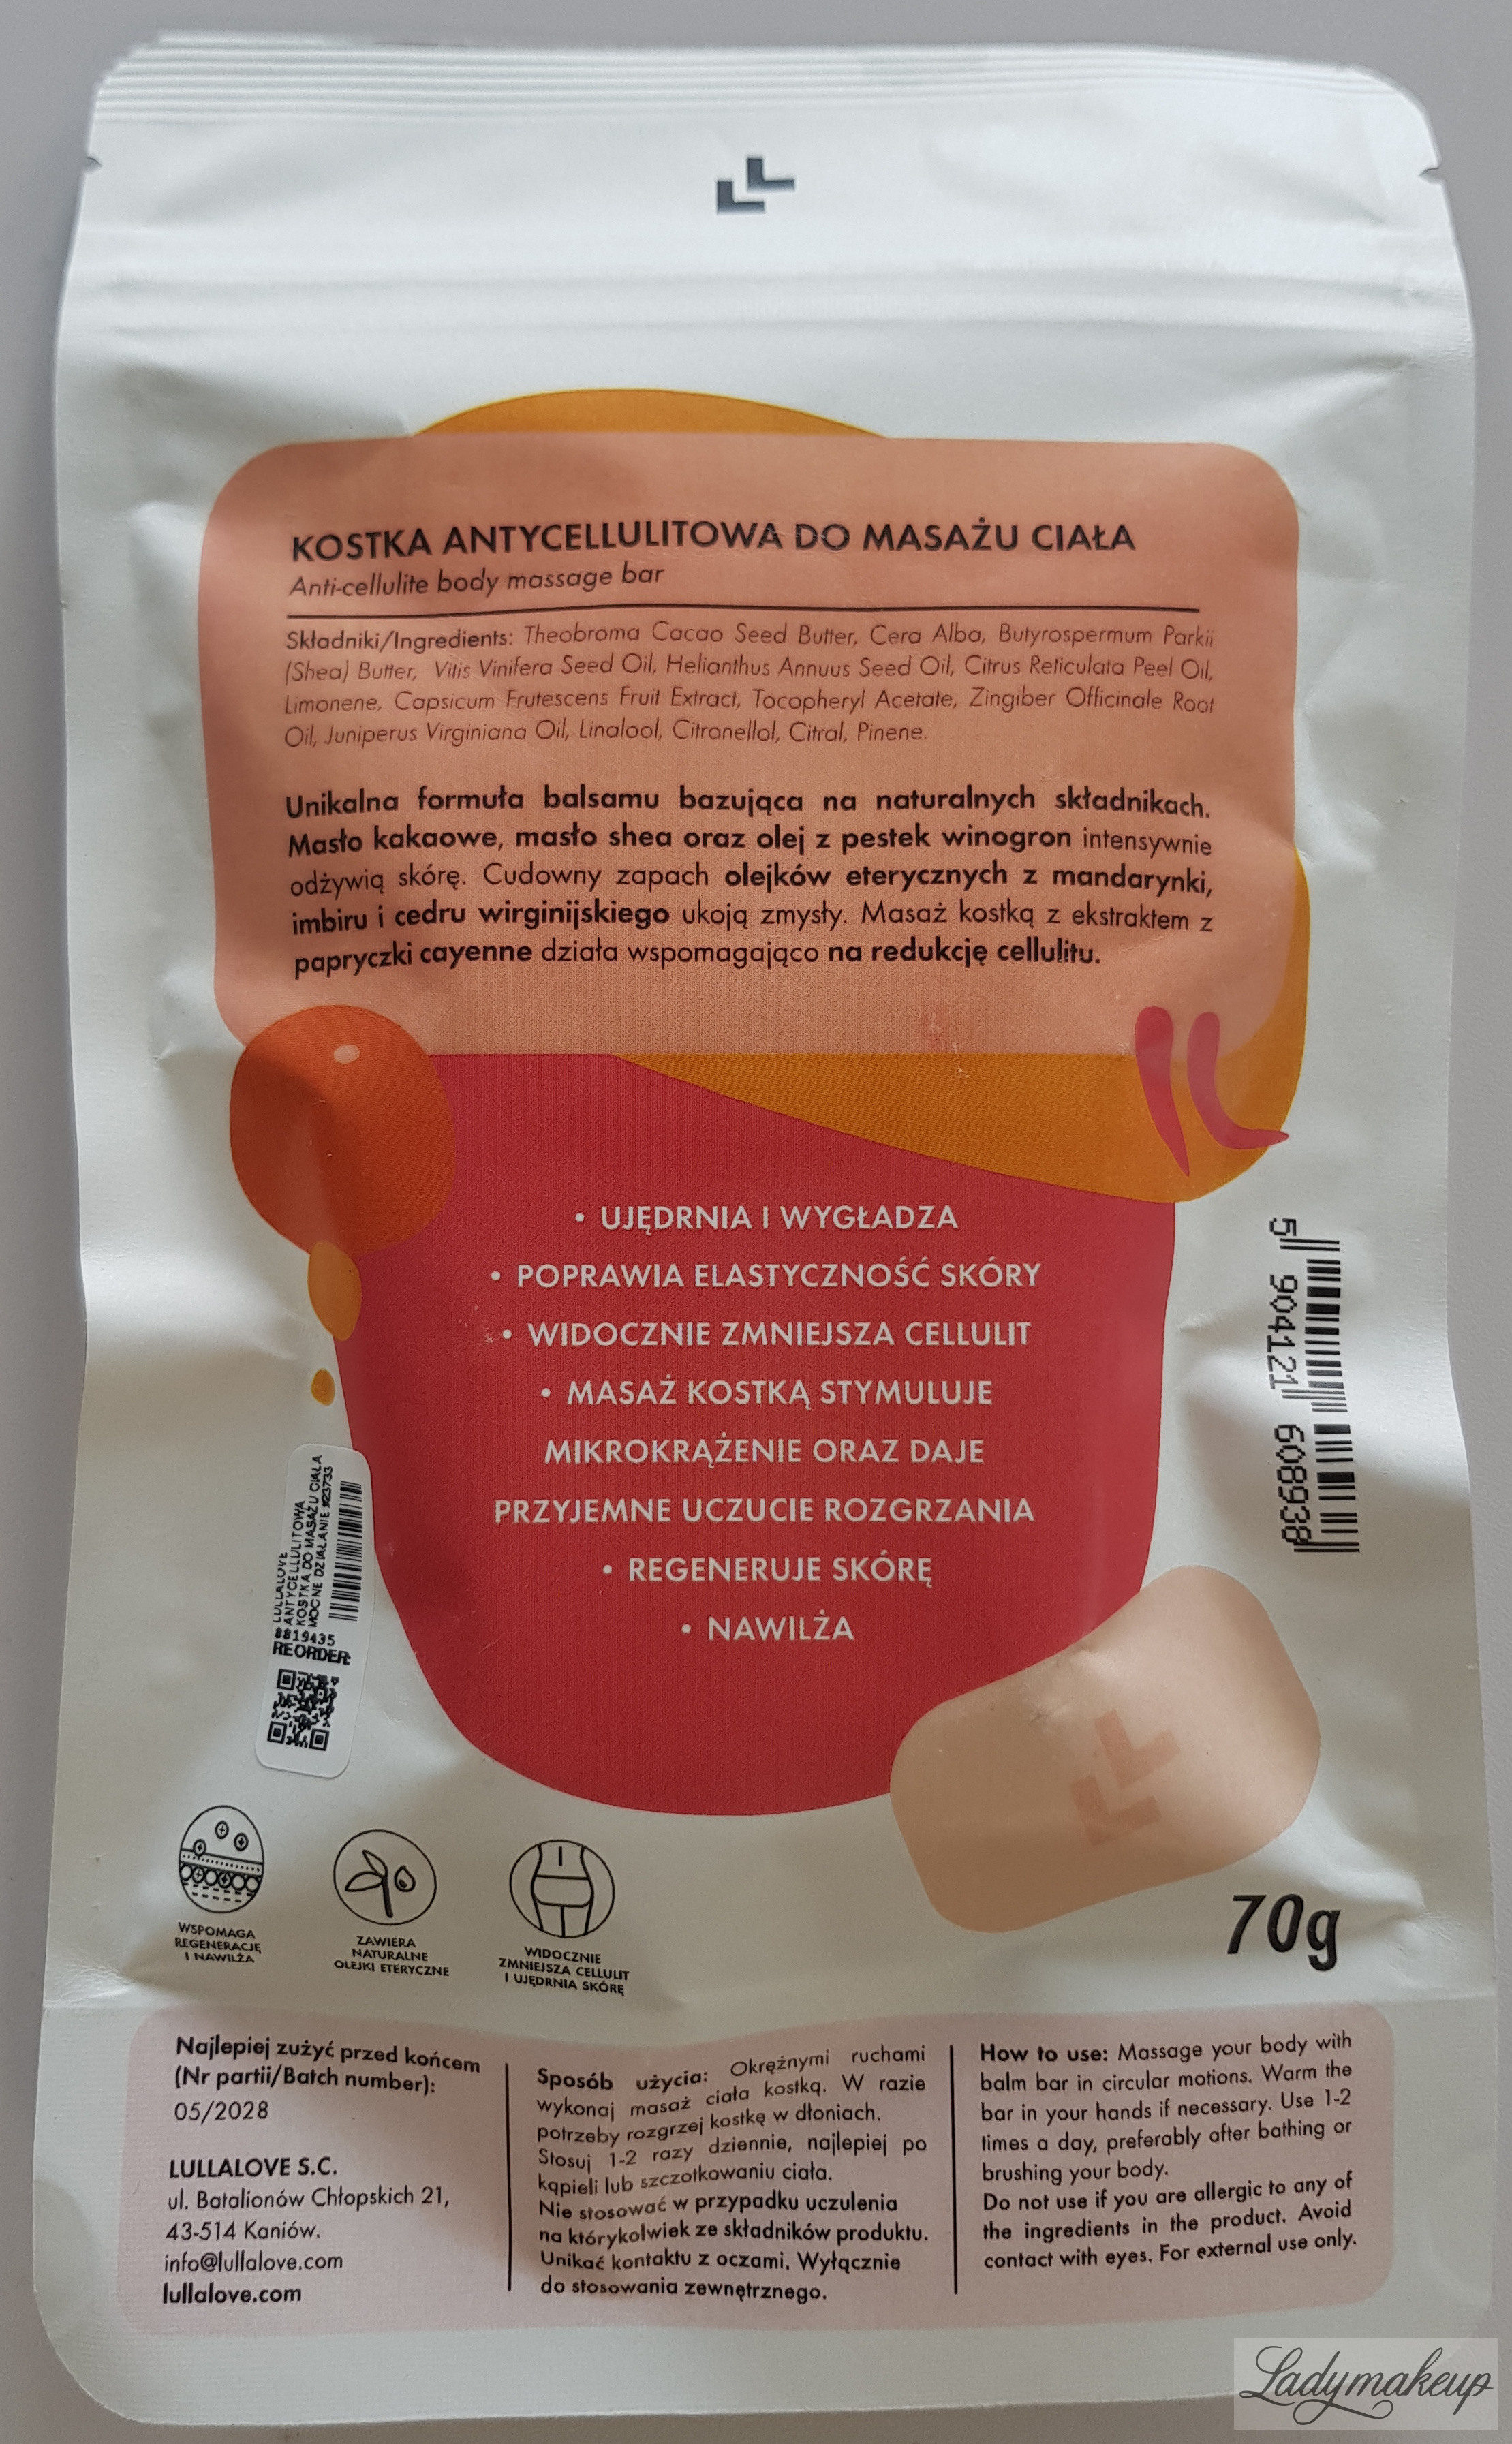 KOSTKA ANTYCELLULITOWA DO MASAŻU CIAŁA
Anti-cellulite body massage bar
Składniki/Ingredients: Theobroma Cacao Seed Butter, Cera Alba, Butyrospermum Parkii
(Shea) Butter, Vitis Vinifera Seed Oil, Helianthus Annuus Seed Oil, Citrus Reticulata Peel Oil,
Limonene, Capsicum Frutescens Fruit Extract, Tocopheryl Acetate, Zingiber Officinale Root
Oil, Juniperus Virginiana Oil, Linalool, Citronellol, Citral, Pinene.
Unikalna formuła balsamu bazująca na naturalnych składnikach.
Masło kakaowe, masło shea oraz olej z pestek winogron intensywnie
odżywią skórę. Cudowny zapach olejków eterycznych z mandarynki,
imbiru i cedru wirginijskiego ukoją zmysły. Masaż kostką z ekstraktem z
papryczki cayenne działa wspomagająco na redukcję cellulitu.
• UJĘDRNIA I WYGŁADZA
• POPRAWIA ELASTYCZNOŚĆ SKÓRY
• WIDOCZNIE ZMNIEJSZA CELLULIT
• MASAŻ KOSTKĄ STYMULUJE
MIKROKRĄŻENIE ORAZ DAJE
PRZYJEMNE UCZUCIE ROZGRZANIA
• REGENERUJE SKÓRĘ
• NAWILŻA
5 904121 608938
LULLALOVE
ANTYCELLULITOWA
KOSTKA DO MASAŻU CIAŁA
MOCNE DZIAŁANIE #23733
8819435
REORDER:
WSPOMAGA
REGENERACJĘ
I NAWILŻA
ZAWIERA
NATURALNE
OLEJKI ETERYCZNE
WIDOCZNIE
ZMNIEJSZA CELLULIT
I UJĘDRNIA SKÓRĘ
70g
Najlepiej zużyć przed końcem
(Nr partii/Batch number):
05/2028
LULLALOVE S.C.
ul. Batalionów Chłopskich 21,
43-514 Kaniów.
info@lullalove.com
lullalove.com
Sposób użycia: Okrężnymi ruchami
wykonaj masaż ciała kostką. W razie
potrzeby rozgrzej kostkę w dłoniach.
Stosuj 1-2 razy dziennie, najlepiej po
kąpieli lub szczotkowaniu ciała.
Nie stosować w przypadku uczulenia
na którykolwiek ze składników produktu.
Unikać kontaktu z oczami. Wyłącznie
do stosowania zewnętrznego.
How to use: Massage your body with
balm bar in circular motions. Warm the
bar in your hands if necessary. Use 1-2
times a day, preferably after bathing or
brushing your body.
Do not use if you are allergic to any of
the ingredients in the product. Avoid
contact with eyes. For external use only.
Ladymakeup